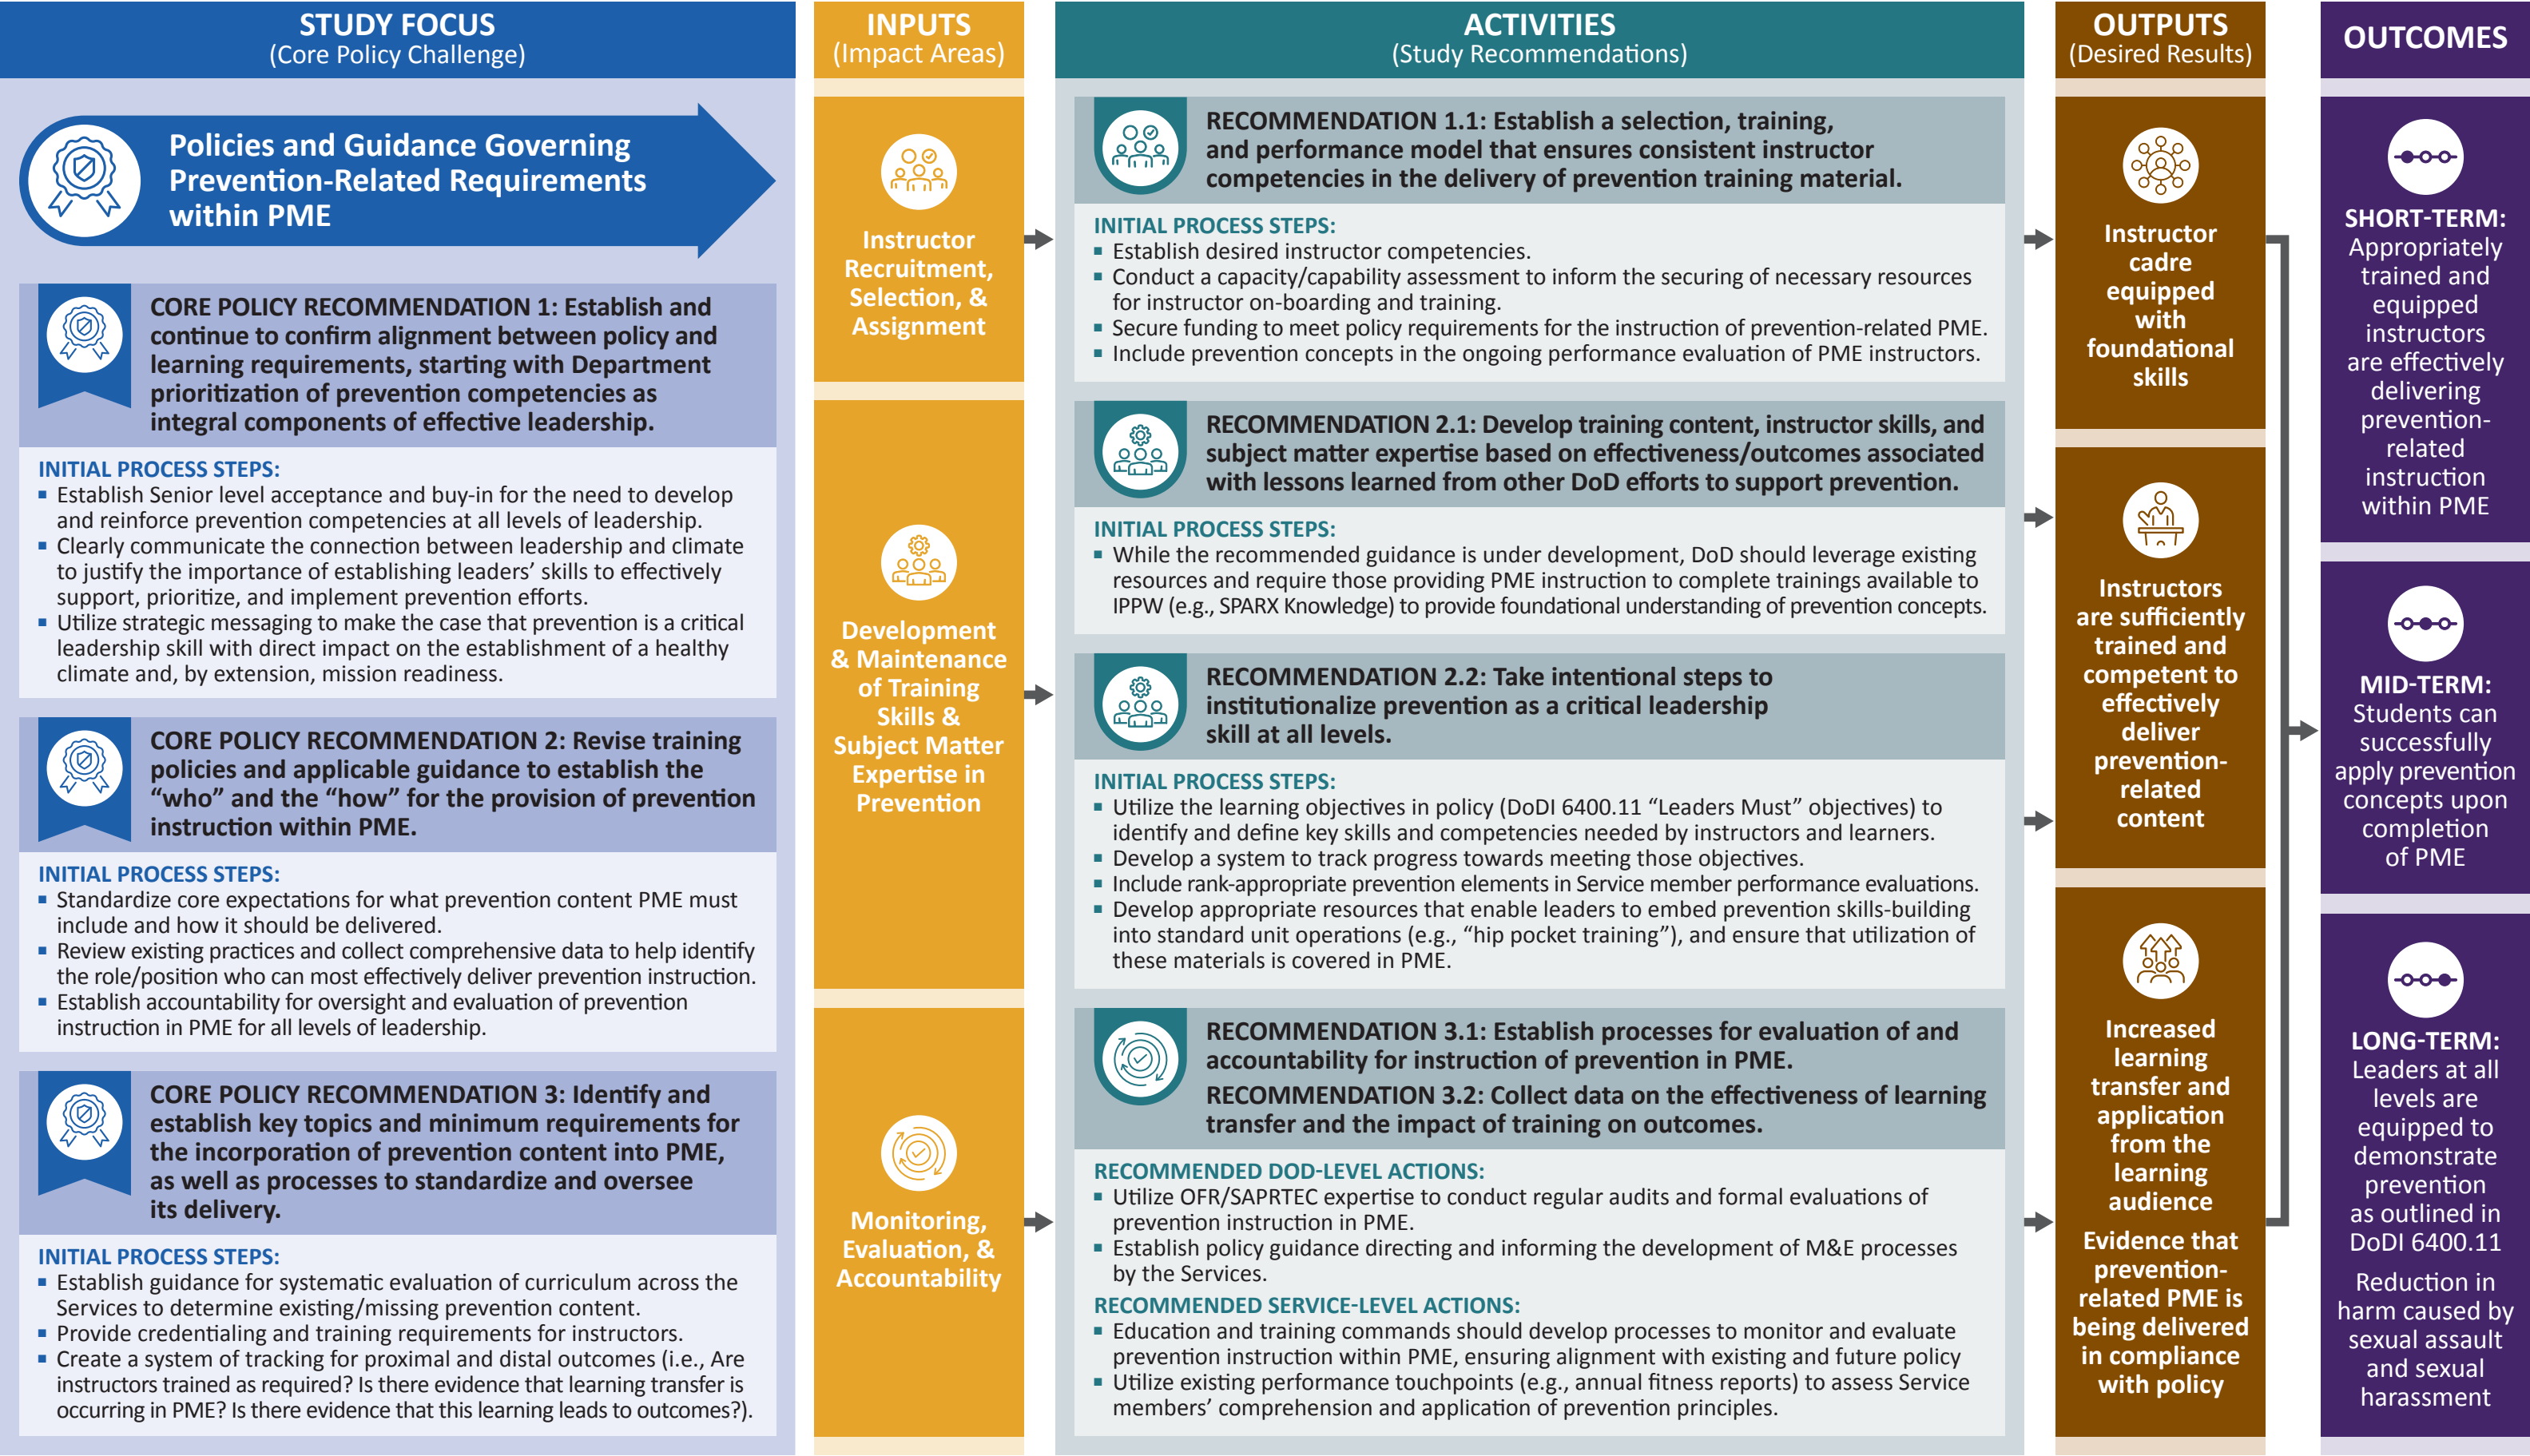 STUDY FOCUS
(Core Policy Challenge)
Policies and Guidance Governing
Prevention-Related Requirements
within PME
CORE POLICY RECOMMENDATION 1: Establish and
continue to confirm alignment between policy and
learning requirements, starting with Department
prioritization of prevention competencies as
integral components of effective leadership.
INITIAL PROCESS STEPS:
▪ Establish Senior level acceptance and buy-in for the need to develop
and reinforce prevention competencies at all levels of leadership.
▪ Clearly communicate the connection between leadership and climate
to justify the importance of establishing leaders’ skills to effectively
support, prioritize, and implement prevention efforts.
▪ Utilize strategic messaging to make the case that prevention is a critical
leadership skill with direct impact on the establishment of a healthy
climate and, by extension, mission readiness.
CORE POLICY RECOMMENDATION 2: Revise training
policies and applicable guidance to establish the
“who” and the “how” for the provision of prevention
instruction within PME.
INITIAL PROCESS STEPS:
▪ Standardize core expectations for what prevention content PME must
include and how it should be delivered.
▪ Review existing practices and collect comprehensive data to help identify
the role/position who can most effectively deliver prevention instruction.
▪ Establish accountability for oversight and evaluation of prevention
instruction in PME for all levels of leadership.
CORE POLICY RECOMMENDATION 3: Identify and
establish key topics and minimum requirements for
the incorporation of prevention content into PME,
as well as processes to standardize and oversee
its delivery.
INITIAL PROCESS STEPS:
▪ Establish guidance for systematic evaluation of curriculum across the
Services to determine existing/missing prevention content.
▪ Provide credentialing and training requirements for instructors.
▪ Create a system of tracking for proximal and distal outcomes (i.e., Are
instructors trained as required? Is there evidence that learning transfer is
occurring in PME? Is there evidence that this learning leads to outcomes?).
INPUTS
(Impact Areas)
Instructor
Recruitment,
Selection, &
Assignment
Development
& Maintenance
of Training
Skills &
Subject Matter
Expertise in
Prevention
Monitoring,
Evaluation, &
Accountability
ACTIVITIES
(Study Recommendations)
RECOMMENDATION 1.1: Establish a selection, training,
and performance model that ensures consistent instructor
competencies in the delivery of prevention training material.
INITIAL PROCESS STEPS:
▪ Establish desired instructor competencies.
▪ Conduct a capacity/capability assessment to inform the securing of necessary resources
for instructor on-boarding and training.
▪ Secure funding to meet policy requirements for the instruction of prevention-related PME.
▪ Include prevention concepts in the ongoing performance evaluation of PME instructors.
RECOMMENDATION 2.1: Develop training content, instructor skills, and
subject matter expertise based on effectiveness/outcomes associated
with lessons learned from other DoD efforts to support prevention.
INITIAL PROCESS STEPS:
▪ While the recommended guidance is under development, DoD should leverage existing
resources and require those providing PME instruction to complete trainings available to
IPPW (e.g., SPARX Knowledge) to provide foundational understanding of prevention concepts.
RECOMMENDATION 2.2: Take intentional steps to
institutionalize prevention as a critical leadership
skill at all levels.
INITIAL PROCESS STEPS:
▪ Utilize the learning objectives in policy (DoDI 6400.11 “Leaders Must” objectives) to
identify and define key skills and competencies needed by instructors and learners.
▪ Develop a system to track progress towards meeting those objectives.
▪ Include rank-appropriate prevention elements in Service member performance evaluations.
▪ Develop appropriate resources that enable leaders to embed prevention skills-building
into standard unit operations (e.g., “hip pocket training”), and ensure that utilization of
these materials is covered in PME.
RECOMMENDATION 3.1: Establish processes for evaluation of and
accountability for instruction of prevention in PME.
RECOMMENDATION 3.2: Collect data on the effectiveness of learning
transfer and the impact of training on outcomes.
RECOMMENDED DOD-LEVEL ACTIONS:
▪ Utilize OFR/SAPRTEC expertise to conduct regular audits and formal evaluations of
prevention instruction in PME.
▪ Establish policy guidance directing and informing the development of M&E processes
by the Services.
RECOMMENDED SERVICE-LEVEL ACTIONS:
▪ Education and training commands should develop processes to monitor and evaluate
prevention instruction within PME, ensuring alignment with existing and future policy
▪ Utilize existing performance touchpoints (e.g., annual fitness reports) to assess Service
members’ comprehension and application of prevention principles.
OUTPUTS
(Desired Results)
Instructor
cadre
equipped
with
foundational
skills
Instructors
are sufficiently
trained and
competent to
effectively
deliver
prevention-
related
content
Increased
learning
transfer and
application
from the
learning
audience
Evidence that
prevention-
related PME is
being delivered
in compliance
with policy
OUTCOMES
SHORT-TERM:
Appropriately
trained and
equipped
instructors
are effectively
delivering
prevention-
related
instruction
within PME
MID-TERM:
Students can
successfully
apply prevention
concepts upon
completion
of PME
LONG-TERM:
Leaders at all
levels are
equipped to
demonstrate
prevention
as outlined in
DoDI 6400.11
Reduction in
harm caused by
sexual assault
and sexual
harassment